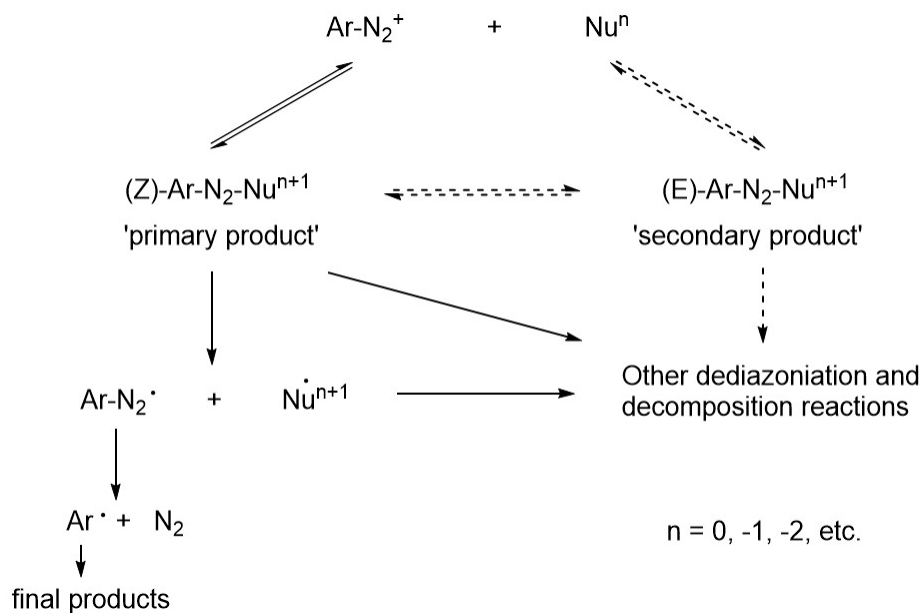 Ar-N₂⁺ + Nuⁿ
(Z)-Ar-N₂-Nuⁿ⁺¹ (E)-Ar-N₂-Nuⁿ⁺¹
'primary product' 'secondary product'
Ar-N₂˙ + Nu̇ⁿ⁺¹
Other dediazoniation and
decomposition reactions
Ar˙ + N₂
n = 0, -1, -2, etc.
final products